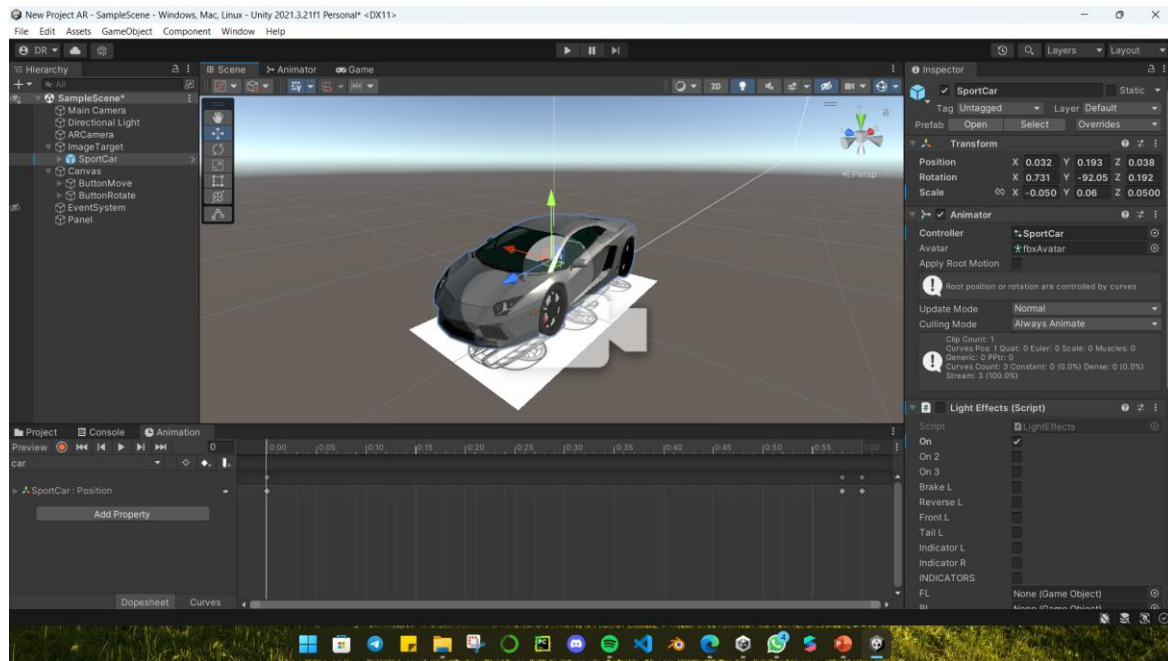 New Project AR - SampleScene - Windows, Mac, Linux - Unity 2021.3.21f1 Personal* <DX11>
File Edit Assets GameObject Component Window Help
DR Layers Layout
Hierarchy
All
SampleScene*
Main Camera
Directional Light
ARCamera
ImageTarget
SportCar
Canvas
ButtonMove
ButtonRotate
EventSystem
Panel
Scene Animator Game
2D
Persp
Inspector
SportCar Static
Tag Untagged Layer Default
Prefab Open Select Overrides
Transform
Position X 0.032 Y 0.193 Z 0.038
Rotation X 0.731 Y -92.05 Z 0.192
Scale X -0.050 Y 0.06 Z 0.0500
Animator
Controller SportCar
Avatar fbxAvatar
Apply Root Motion
Root position or rotation are controlled by curves
Update Mode Normal
Culling Mode Always Animate
Clip Count: 1
Curves Pos: 1 Quat: 0 Euler: 0 Scale: 0 Muscles: 0
Generic: 0 PPtr: 0
Curves Count: 3 Constant: 0 (0.0%) Dense: 0 (0.0%)
Stream: 3 (100.0%)
# Light Effects (Script)
Script LightEffects
On
On 2
On 3
Brake L
Reverse L
Front L
Tail L
Indicator L
Indicator R
INDICATORS
FL None (Game Object)
Project Console Animation
Preview 0
0:00 0:05 0:10 0:15 0:20 0:25 0:30 0:35 0:40 0:45 0:50 0:55 1:00
car
SportCar : Position
Add Property
Dopesheet Curves
4